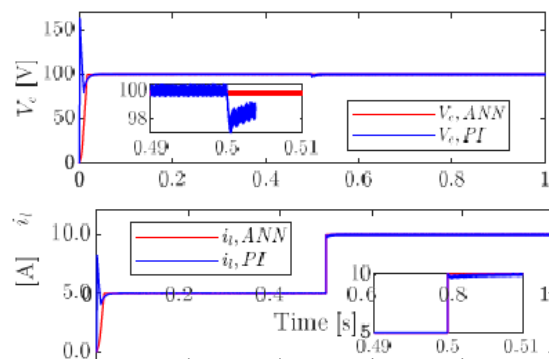 V_c [V]
150
100
50
0
100
98
0.49 0.5 0.51
V_c, ANN
V_c, PI
0 0.2 0.4 0.6 0.8 1
i_l
[A]
10.0
5.0
0.0
i_l, ANN
i_l, PI
0.2 0.4 0.6 0.8 1
Time [s]
10
5
0.49 0.5 0.51